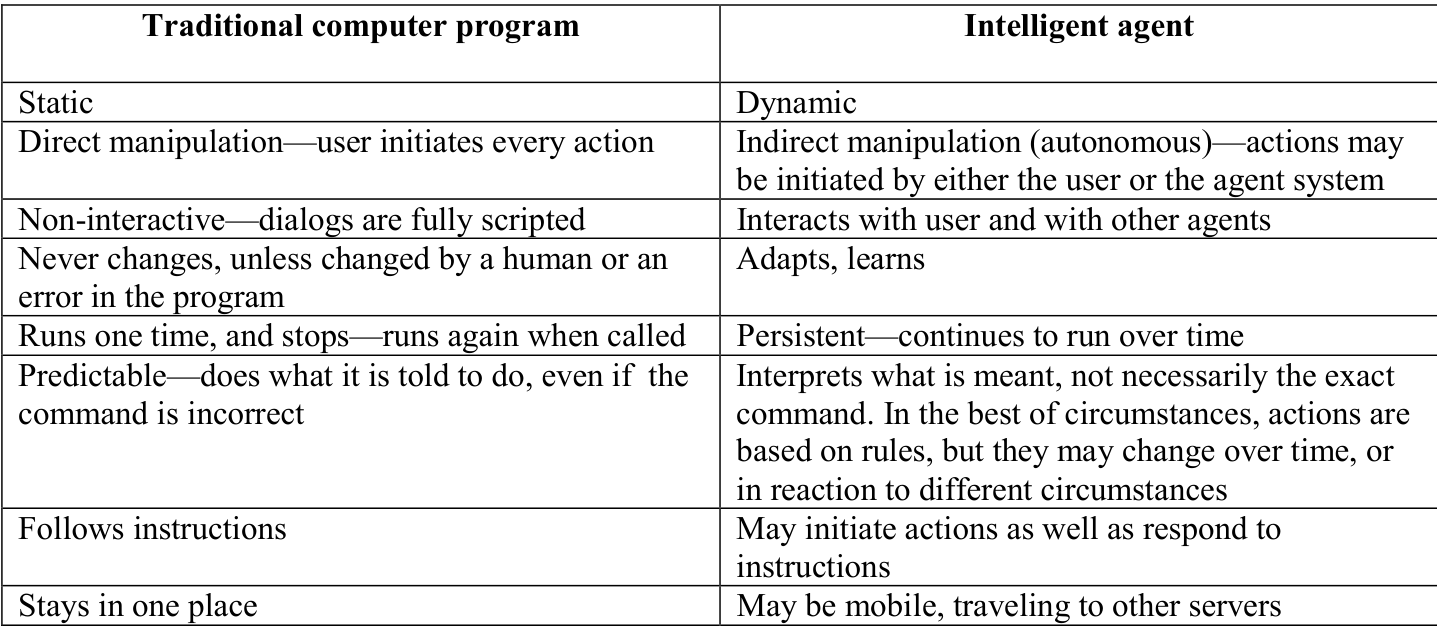 Traditional computer program
Intelligent agent
Static
Dynamic
Direct manipulation—user initiates every action
Indirect manipulation (autonomous)—actions may
be initiated by either the user or the agent system
Non-interactive—dialogs are fully scripted
Interacts with user and with other agents
Never changes, unless changed by a human or an
error in the program
Adapts, learns
Runs one time, and stops—runs again when called
Persistent—continues to run over time
Predictable—does what it is told to do, even if  the
command is incorrect
Interprets what is meant, not necessarily the exact
command. In the best of circumstances, actions are
based on rules, but they may change over time, or
in reaction to different circumstances
Follows instructions
May initiate actions as well as respond to
instructions
Stays in one place
May be mobile, traveling to other servers